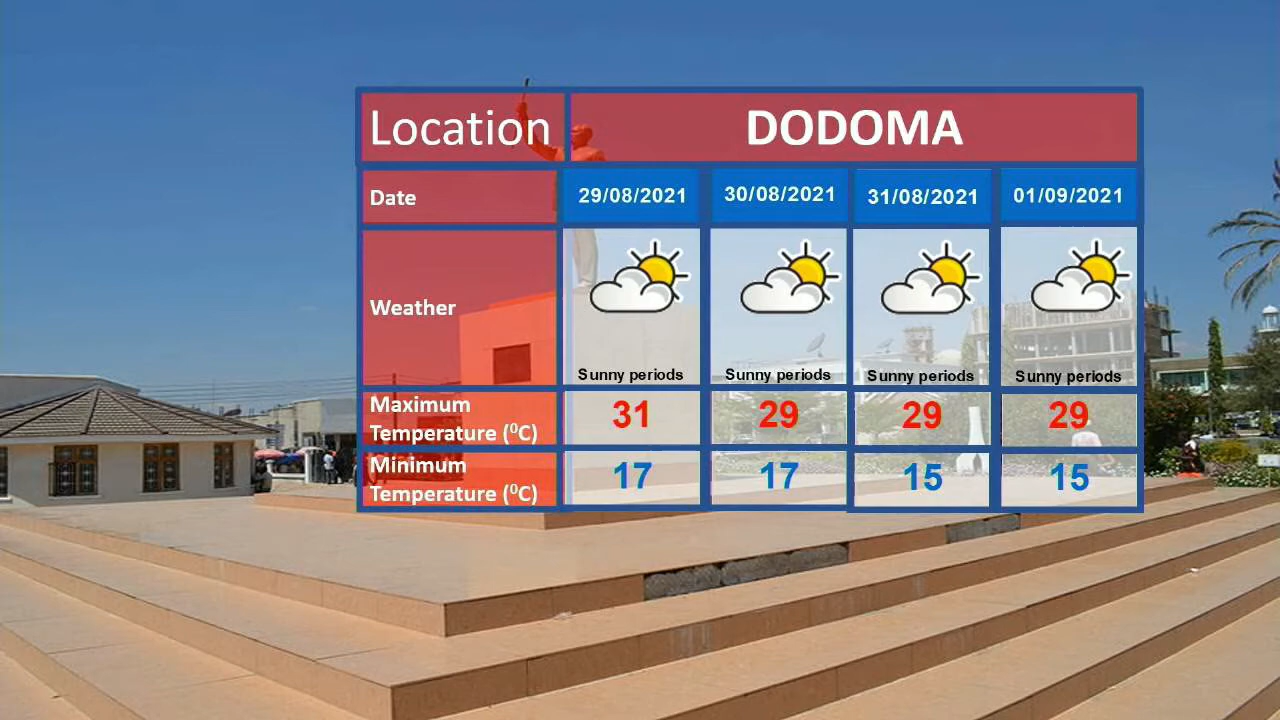 Location DODOMA
Date 29/08/2021 30/08/2021 31/08/2021 01/09/2021
Weather Sunny periods Sunny periods Sunny periods Sunny periods
Maximum
Temperature (⁰C) 31 29 29 29
Minimum
Temperature (⁰C) 17 17 15 15